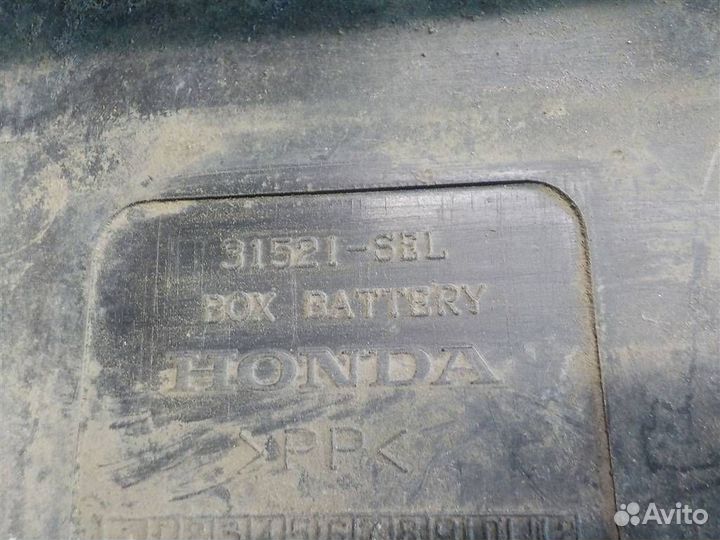 31521-SEL
BOX BATTERY
HONDA
>PP<
Avito